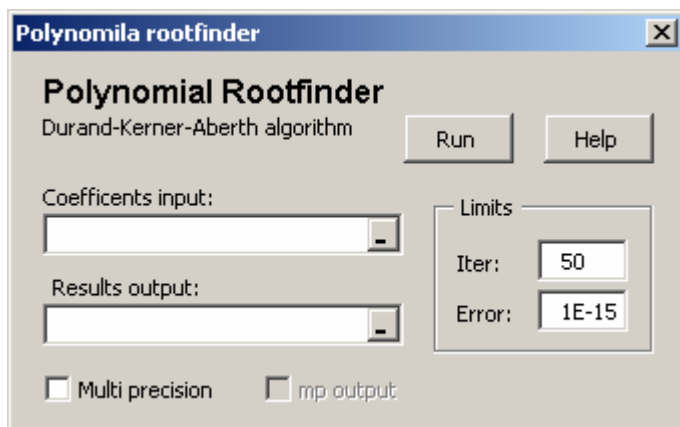 Polynomila rootfinder
Polynomial Rootfinder
Durand-Kerner-Aberth algorithm
Run
Help
Coefficents input:
Limits
Iter:
50
Results output:
Error:
1E-15
Multi precision
mp output